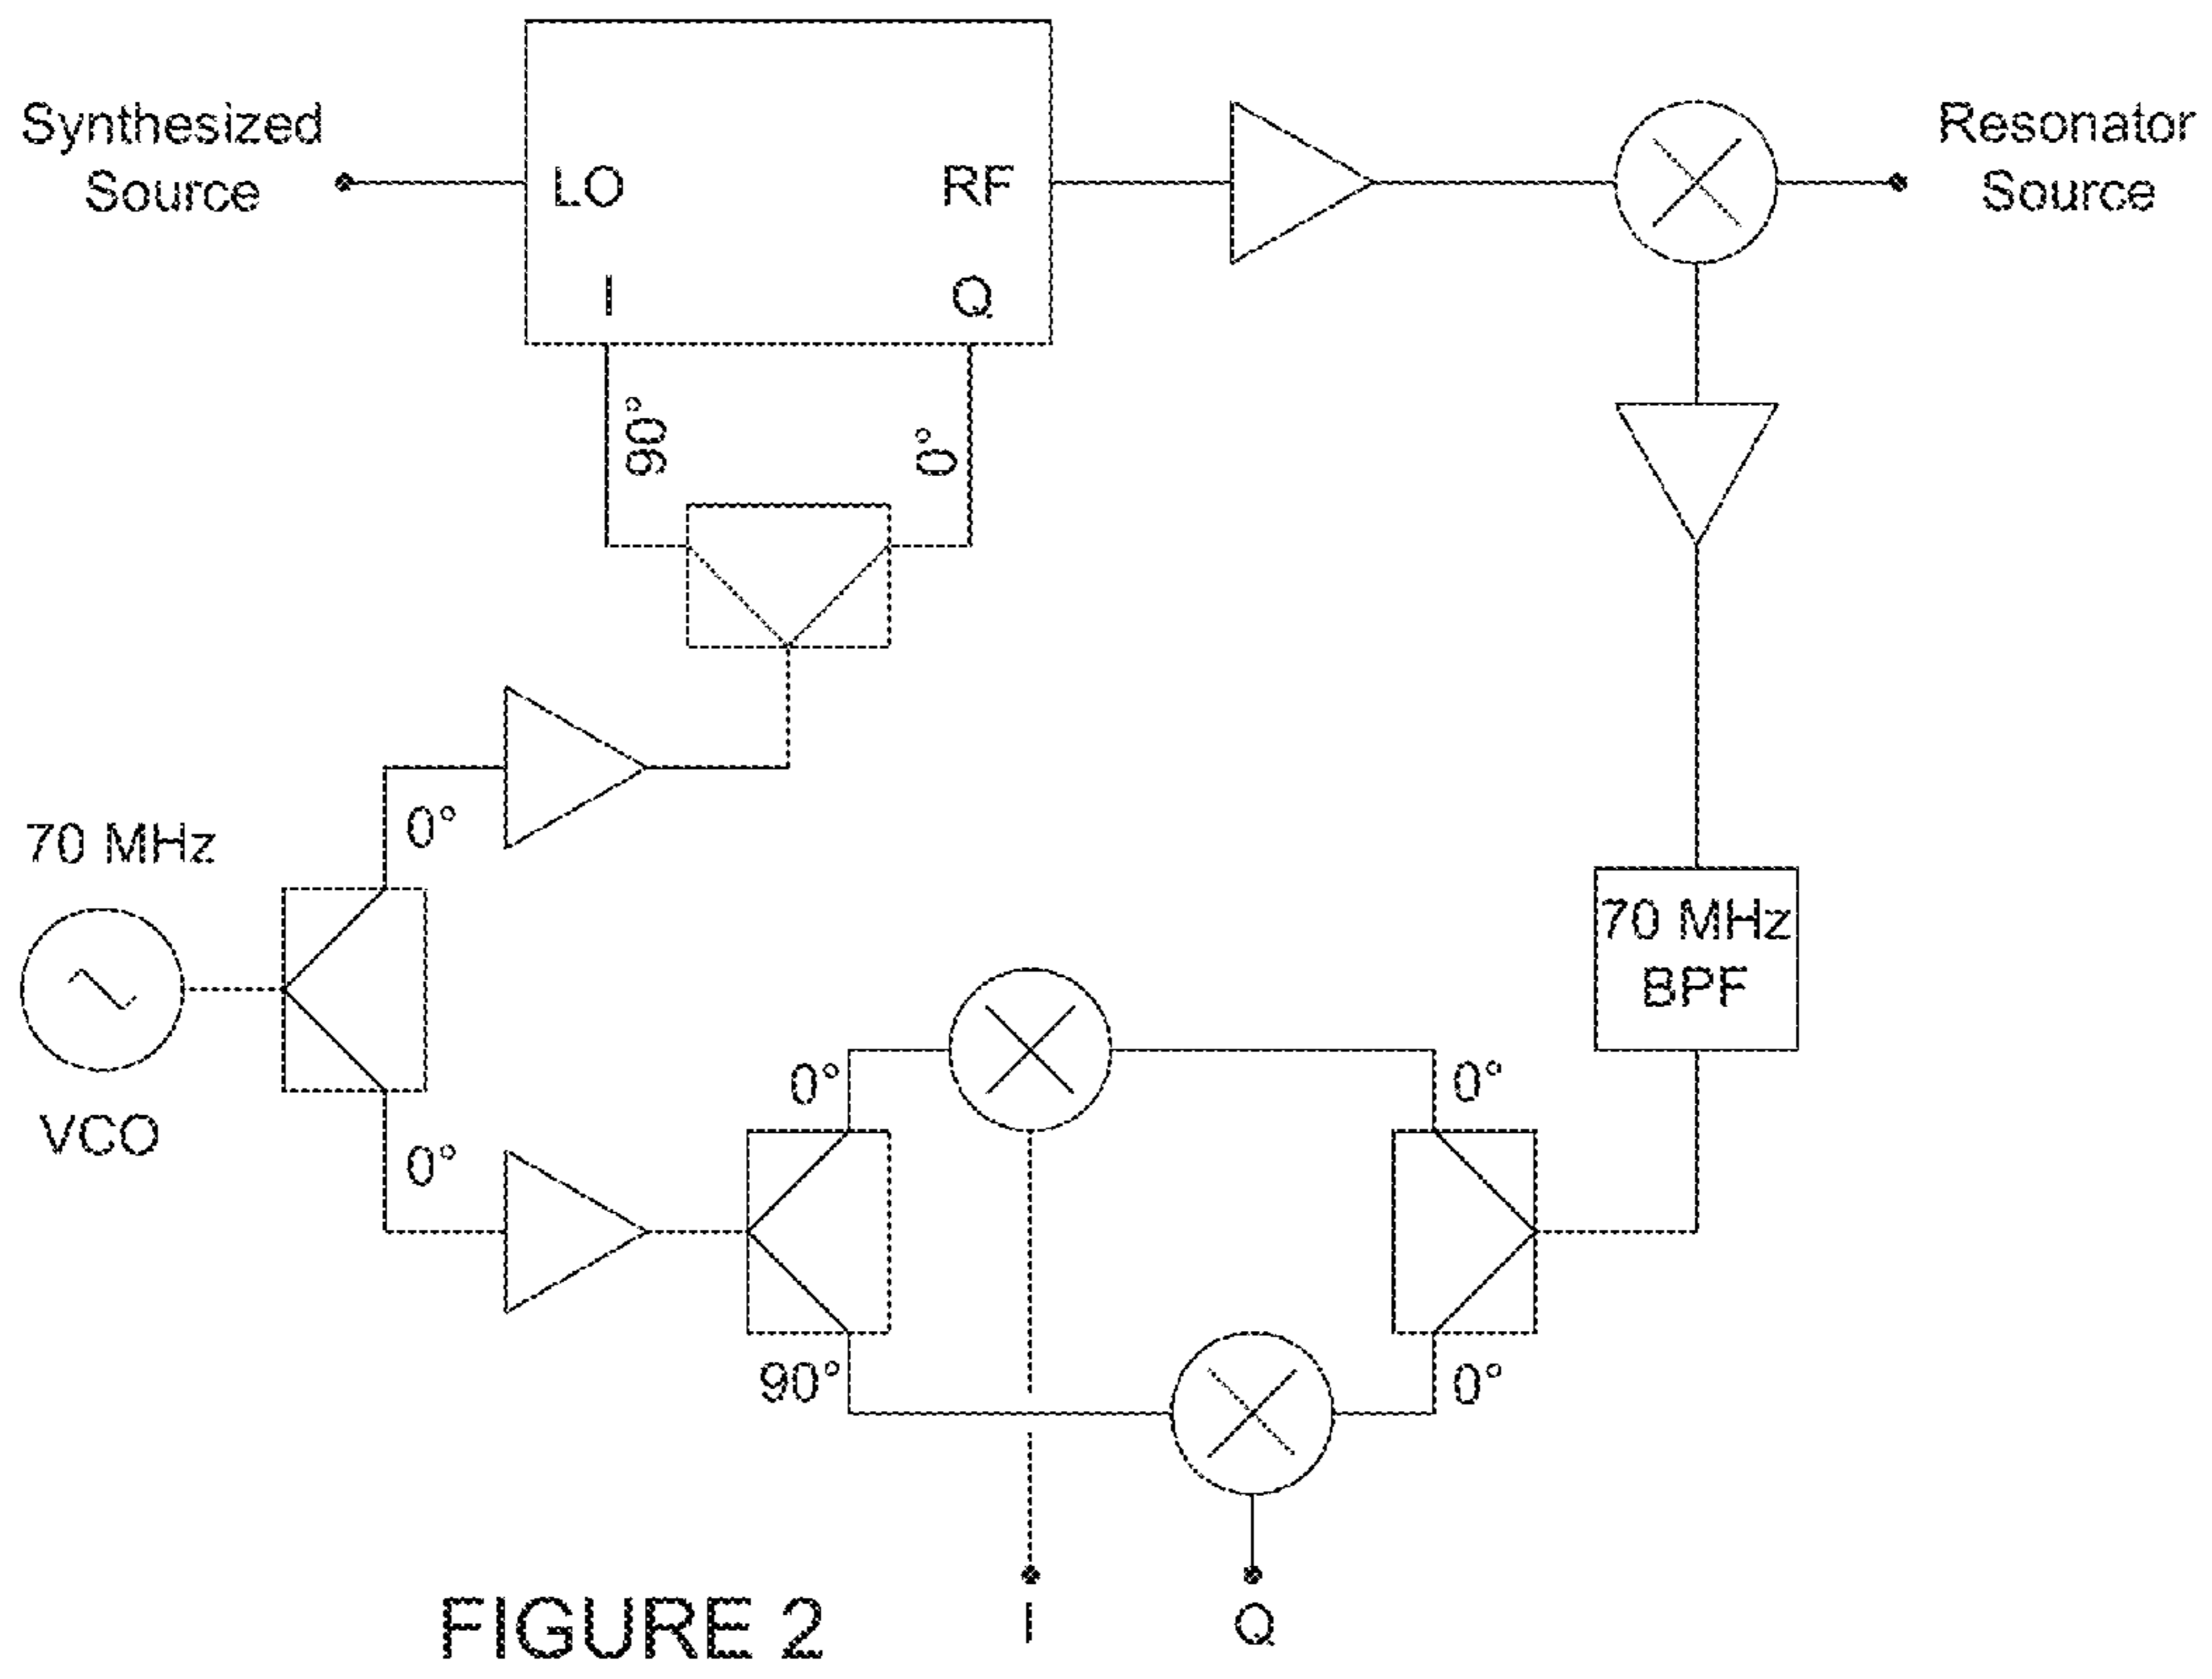 Synthesized
Source
LO
RF
I
Q
Resonator
Source
90°
0°
0°
70 MHz
VCO
0°
70 MHz
BPF
0°
0°
90°
0°
I
Q
FIGURE 2